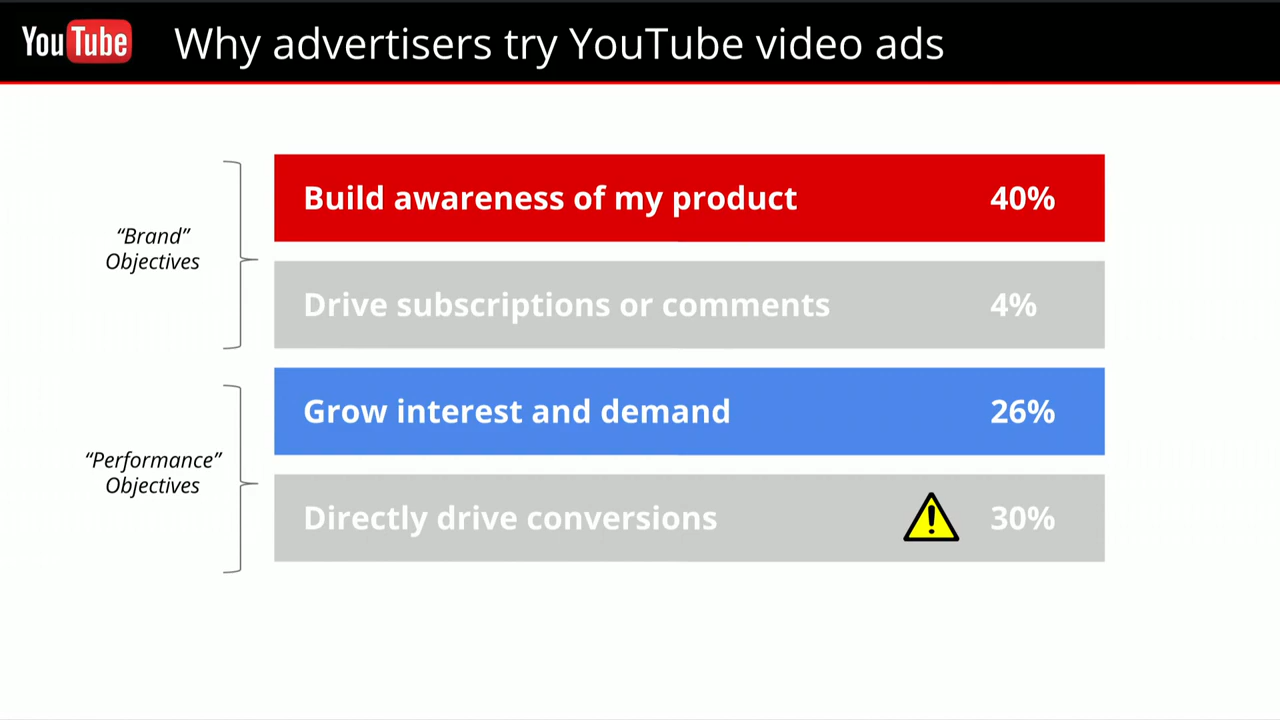 YouTube
Why advertisers try YouTube video ads
“Brand”
Objectives
Build awareness of my product 40%
Drive subscriptions or comments 4%
“Performance”
Objectives
Grow interest and demand 26%
Directly drive conversions 30%